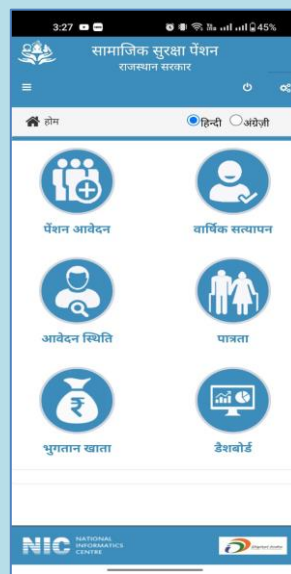 3:27
45%
सामाजिक सुरक्षा पेंशन
राजस्थान सरकार
होम
हिन्दी अंग्रेज़ी
पेंशन आवेदन
वार्षिक सत्यापन
आवेदन स्थिति
पात्रता
भुगतान खाता
डैशबोर्ड
NIC
NATIONAL
INFORMATICS
CENTRE
Digital India